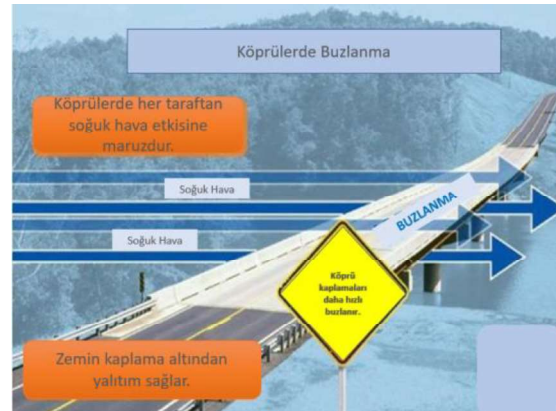 Köprülerde Buzlanma
Köprülerde her taraftan
soğuk hava etkisine
maruzdur.
Soğuk Hava
BUZLANMA
Soğuk Hava
Köprü
kaplamaları
daha hızlı
buzlanır.
Zemin kaplama altından
yalıtım sağlar.